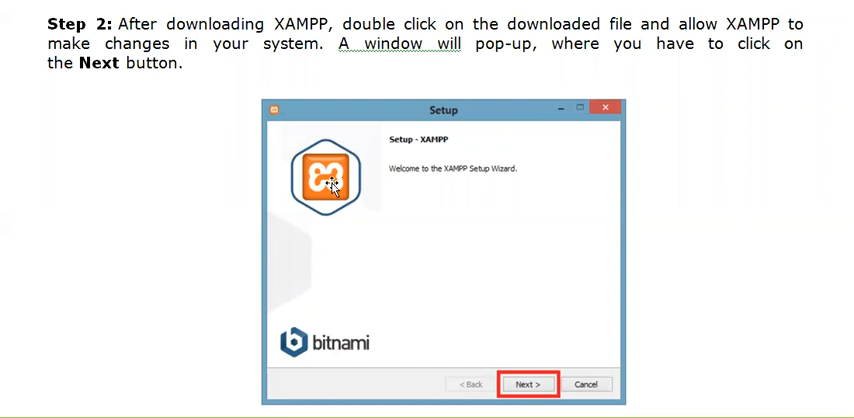 Step 2: After downloading XAMPP, double click on the downloaded file and allow XAMPP to
make changes in your system. A window will pop-up, where you have to click on
the Next button.
Setup
Setup - XAMPP
Welcome to the XAMPP Setup Wizard.
bitnami
< Back Next > Cancel